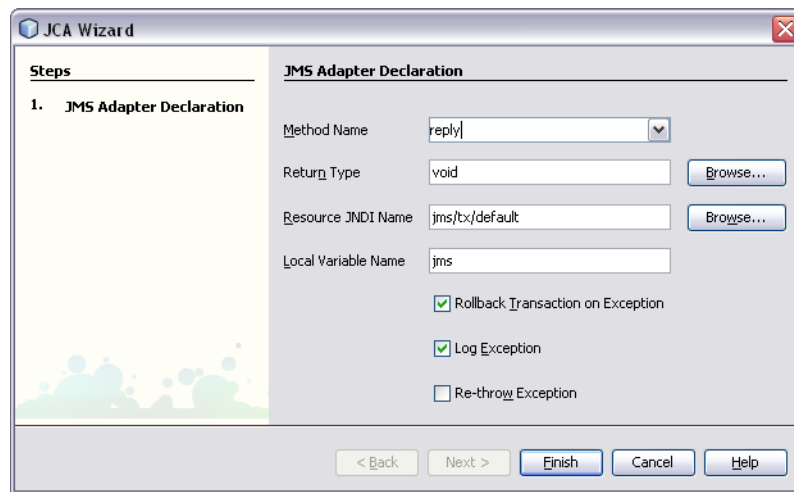 JCA Wizard
Steps
1. JMS Adapter Declaration
JMS Adapter Declaration
Method Name reply
Return Type void Browse...
Resource JNDI Name jms/tx/default Browse...
Local Variable Name jms
Rollback Transaction on Exception
Log Exception
Re-throw Exception
< Back Next > Finish Cancel Help